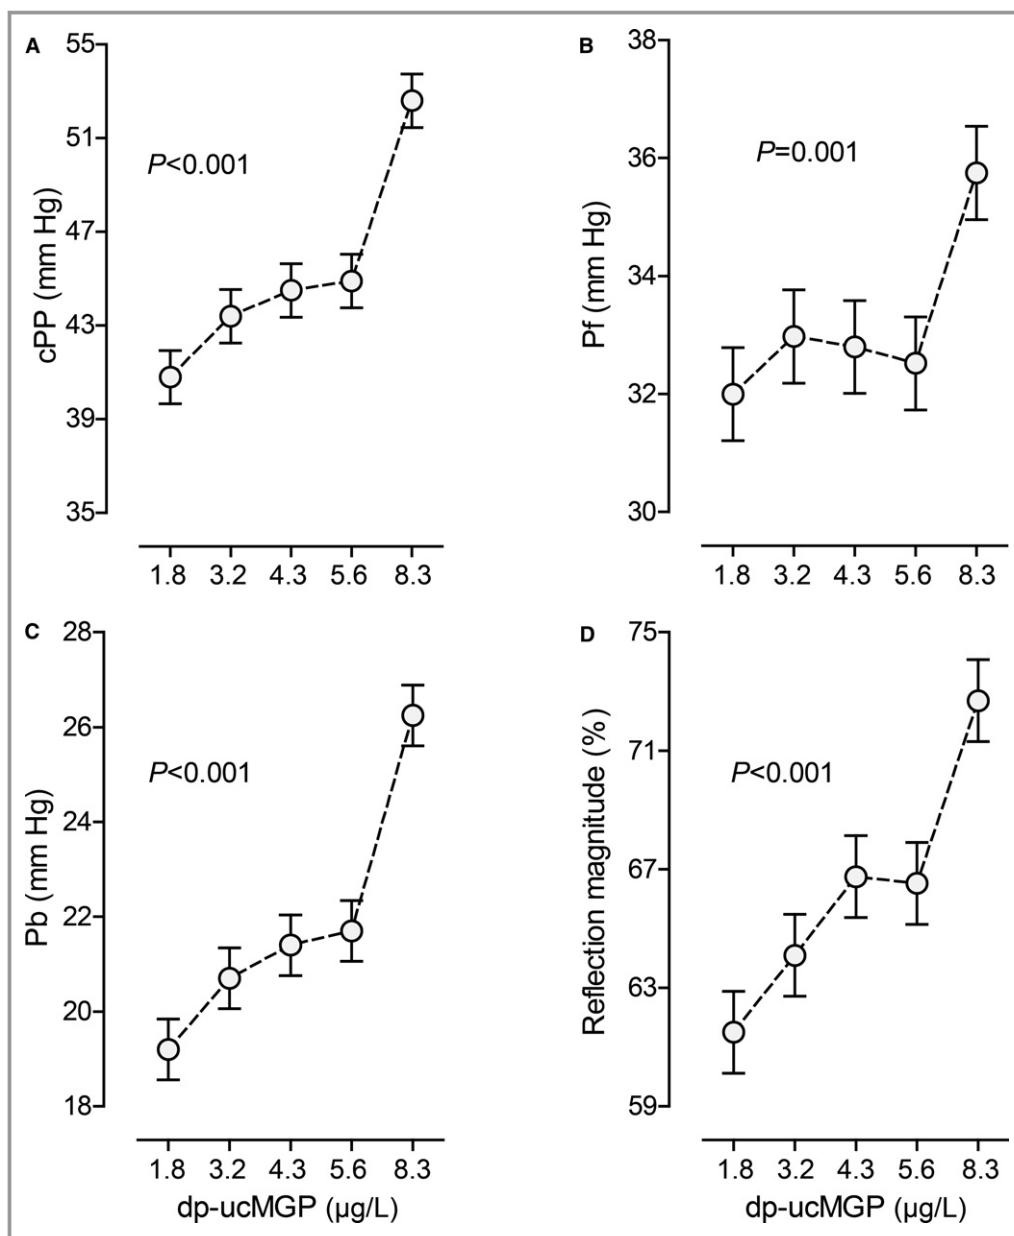 A
cPP (mm Hg)
55
51
47
43
39
35
P<0.001
1.8 3.2 4.3 5.6 8.3
B
Pf (mm Hg)
38
36
34
32
30
P=0.001
1.8 3.2 4.3 5.6 8.3
C
Pb (mm Hg)
28
26
24
22
20
18
P<0.001
1.8 3.2 4.3 5.6 8.3
dp-ucMGP (µg/L)
D
Reflection magnitude (%)
75
71
67
63
59
P<0.001
1.8 3.2 4.3 5.6 8.3
dp-ucMGP (µg/L)